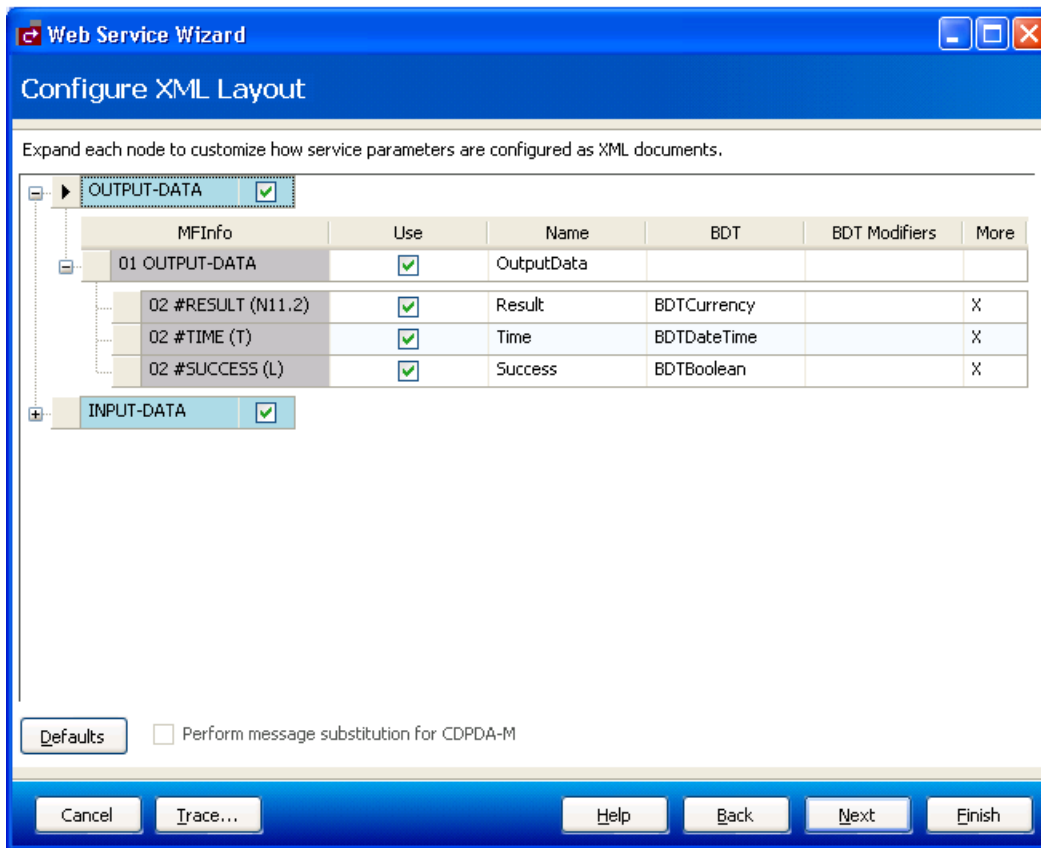 Web Service Wizard
Configure XML Layout
Expand each node to customize how service parameters are configured as XML documents.
OUTPUT-DATA
MFInfo Use Name BDT BDT Modifiers More
01 OUTPUT-DATA OutputData
02 #RESULT (N11.2) Result BDTCurrency X
02 #TIME (T) Time BDTDateTime X
02 #SUCCESS (L) Success BDTBoolean X
INPUT-DATA
Defaults Perform message substitution for CDPDA-M
Cancel Trace... Help Back Next Finish